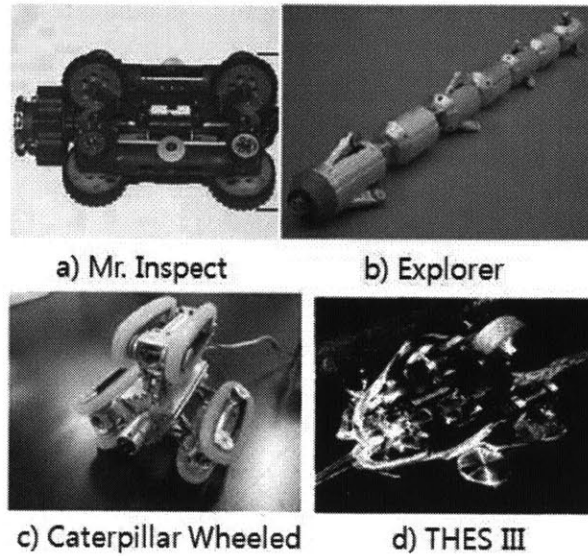 a) Mr. Inspect
b) Explorer
c) Caterpillar Wheeled
d) THES III